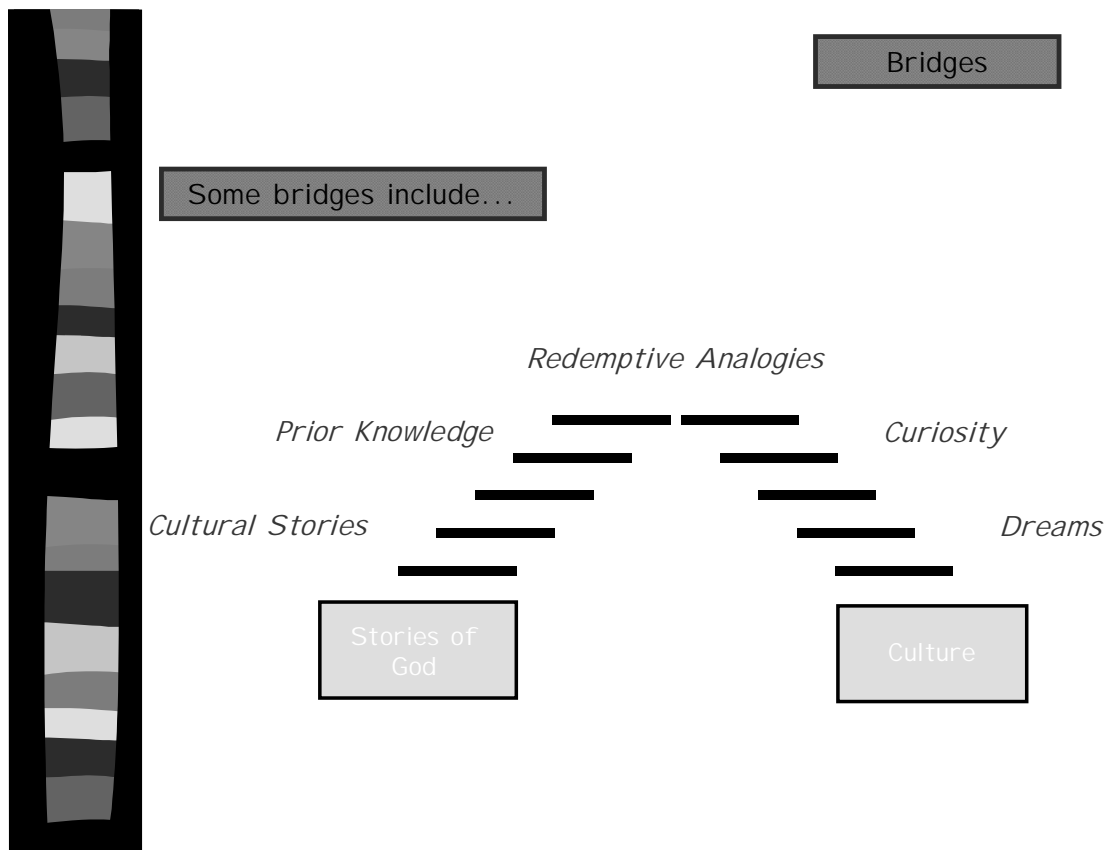 Bridges
Some bridges include...
Redemptive Analogies
Prior Knowledge
Curiosity
Cultural Stories
Dreams
Stories of
God
Culture